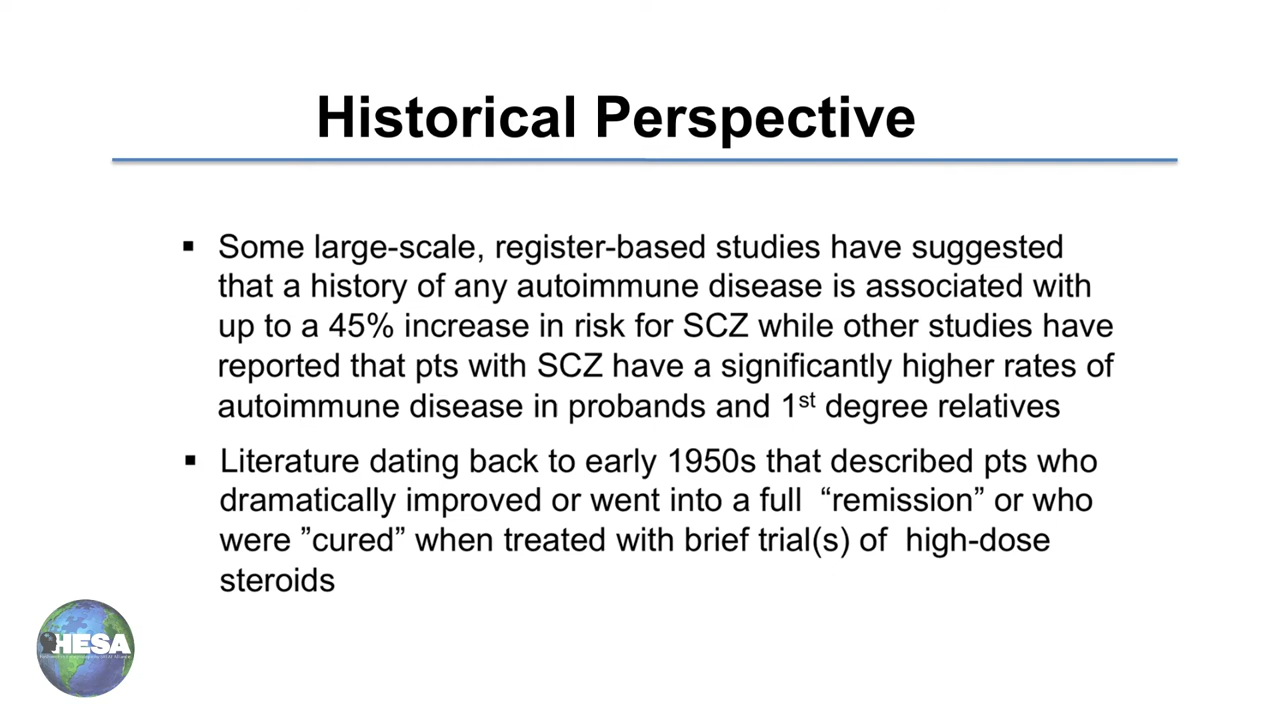 Historical Perspective
▪ Some large-scale, register-based studies have suggested
that a history of any autoimmune disease is associated with
up to a 45% increase in risk for SCZ while other studies have
reported that pts with SCZ have a significantly higher rates of
autoimmune disease in probands and 1st degree relatives
▪ Literature dating back to early 1950s that described pts who
dramatically improved or went into a full “remission” or who
were ”cured” when treated with brief trial(s) of high-dose
steroids
HESA